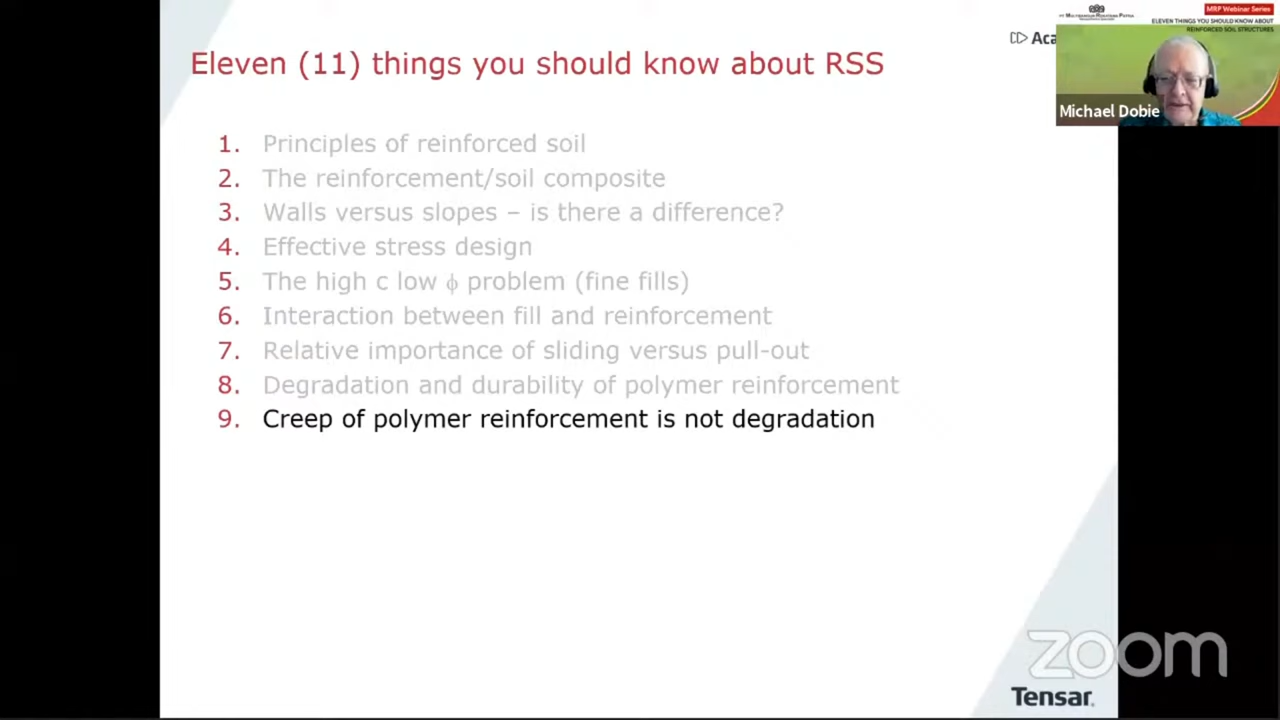 Eleven (11) things you should know about RSS
1. Principles of reinforced soil
2. The reinforcement/soil composite
3. Walls versus slopes – is there a difference?
4. Effective stress design
5. The high c low ϕ problem (fine fills)
6. Interaction between fill and reinforcement
7. Relative importance of sliding versus pull-out
8. Degradation and durability of polymer reinforcement
9. Creep of polymer reinforcement is not degradation
MRP Webinar Series
ELEVEN THINGS YOU SHOULD KNOW ABOUT
REINFORCED SOIL STRUCTURES
Aca
Michael Dobie
zoom
Tensar